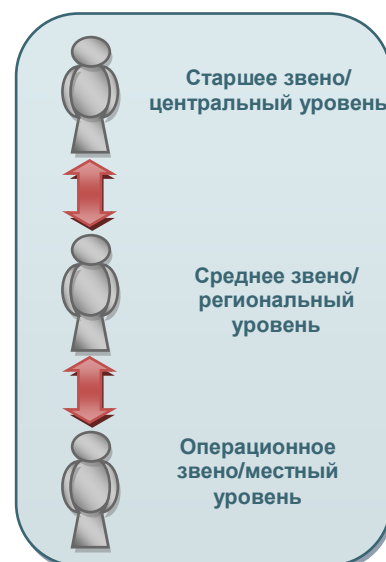 Старшее звено/
центральный уровень
Среднее звено/
региональный
уровень
Операционное
звено/местный
уровень